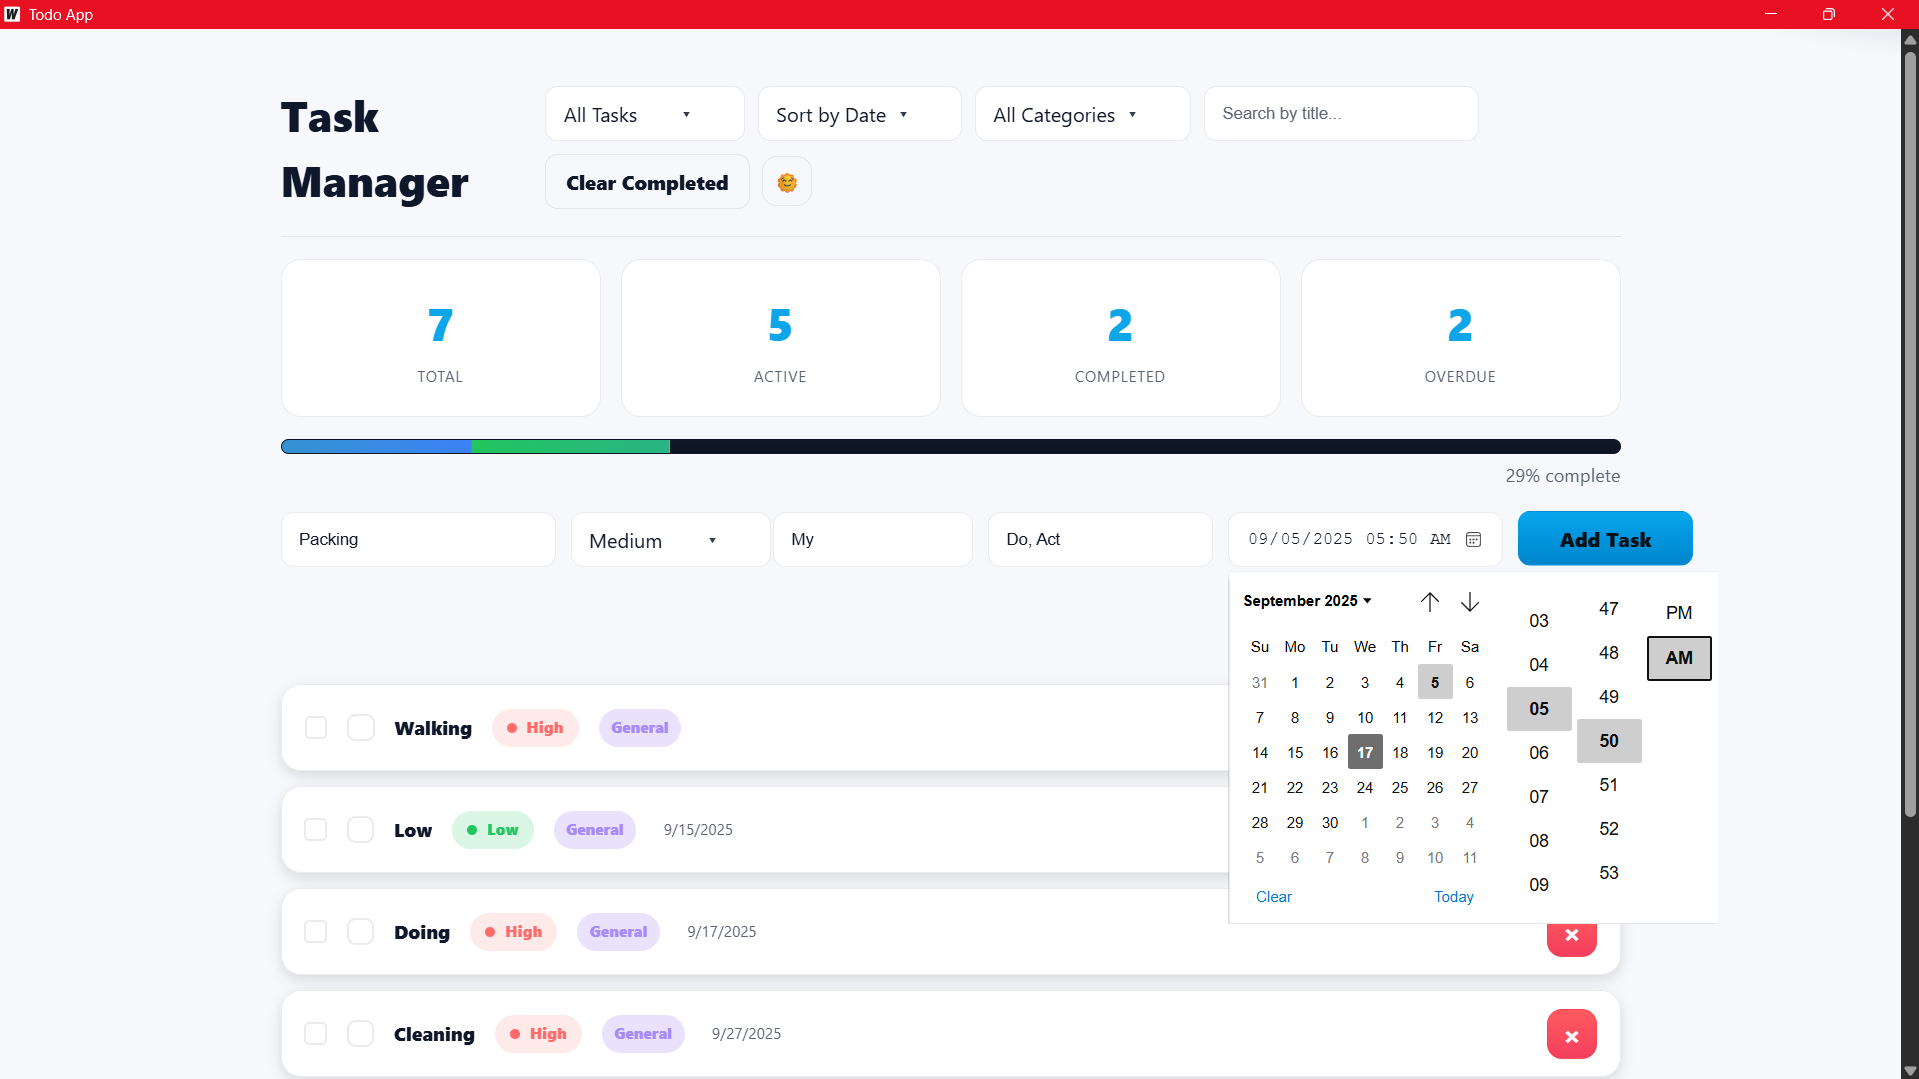 Todo App
Task Manager
All Tasks
Sort by Date
All Categories
Search by title...
Clear Completed
7
TOTAL
5
ACTIVE
2
COMPLETED
2
OVERDUE
29% complete
Packing
Medium
My
Do, Act
09/05/2025 05:50 AM
Add Task
September 2025
Su Mo Tu We Th Fr Sa
31 1 2 3 4 5 6
7 8 9 10 11 12 13
14 15 16 17 18 19 20
21 22 23 24 25 26 27
28 29 30 1 2 3 4
5 6 7 8 9 10 11
Clear Today
03
04
05
06
07
08
09
47
48
49
50
51
52
53
PM
AM
Walking High General
Low Low General 9/15/2025
Doing High General 9/17/2025
Cleaning High General 9/27/2025